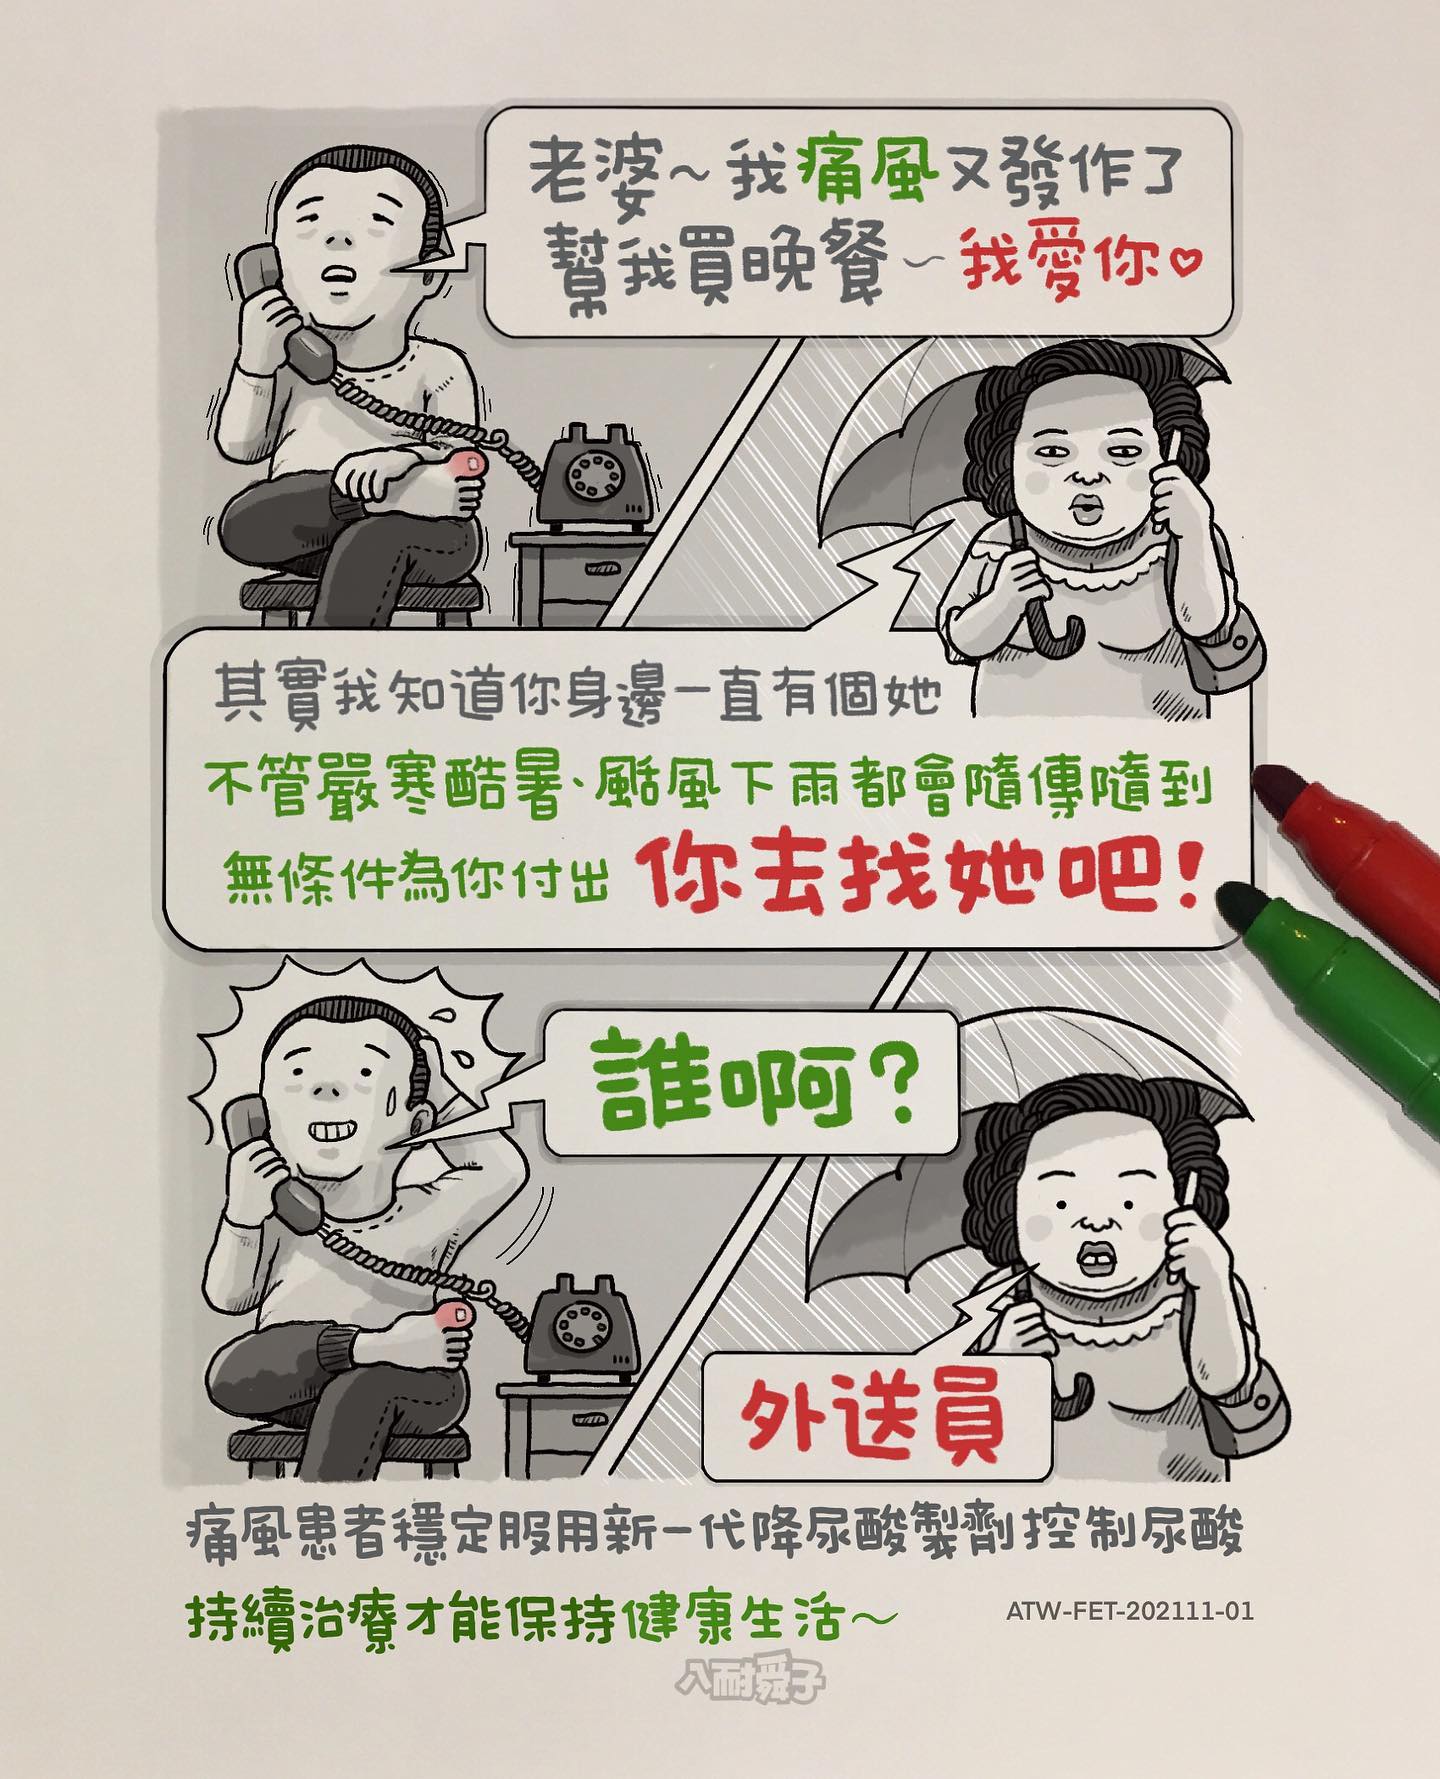 老婆~我痛風又發作了
幫我買晚餐~我愛你♡
其實我知道你身邊一直有個她
不管嚴寒酷暑、颳風下雨都會隨傳隨到
無條件為你付出 你去找她吧!
誰啊?
外送員
痛風患者穩定服用新一代降尿酸製劑控制尿酸
持續治療才能保持健康生活~
ATW-FET-202111-01
八耐舜子